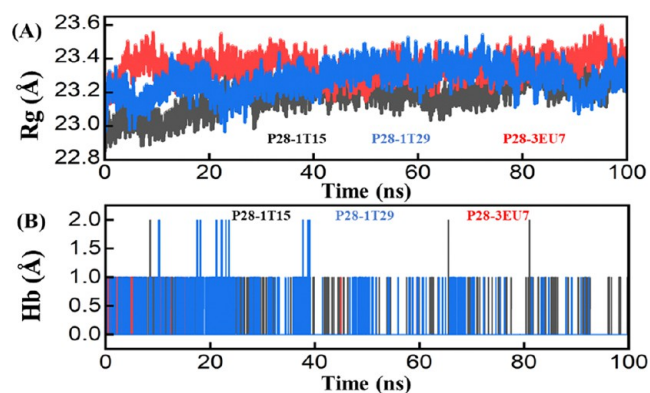 (A)
Rg (Å)
23.6
23.4
23.2
23.0
22.8
P28-1T15 P28-1T29 P28-3EU7
0 20 40 60 80 100
Time (ns)
(B)
Hb (Å)
2.0
1.5
1.0
0.5
0.0
P28-1T15 P28-1T29 P28-3EU7
0 20 40 60 80 100
Time (ns)